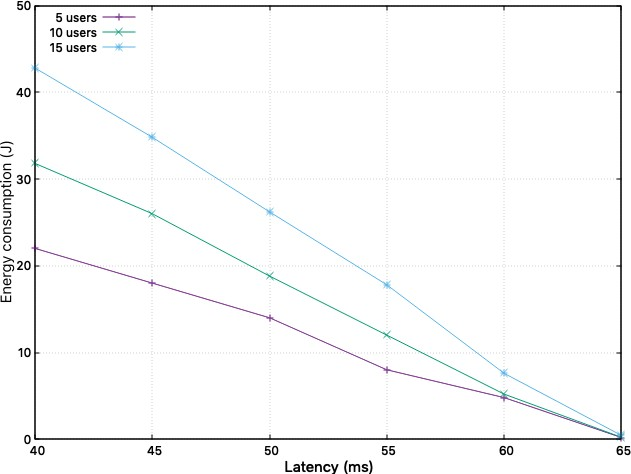 50
40
30
20
10
0
Energy consumption (J)
5 users
10 users
15 users
40 45 50 55 60 65
Latency (ms)